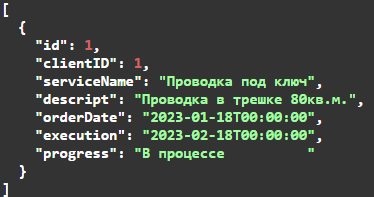 [
  {
    "id": 1,
    "clientID": 1,
    "serviceName": "Проводка под ключ",
    "descript": "Проводка в трешке 80кв.м.",
    "orderDate": "2023-01-18T00:00:00",
    "execution": "2023-02-18T00:00:00",
    "progress": "В процессе          "
  }
]